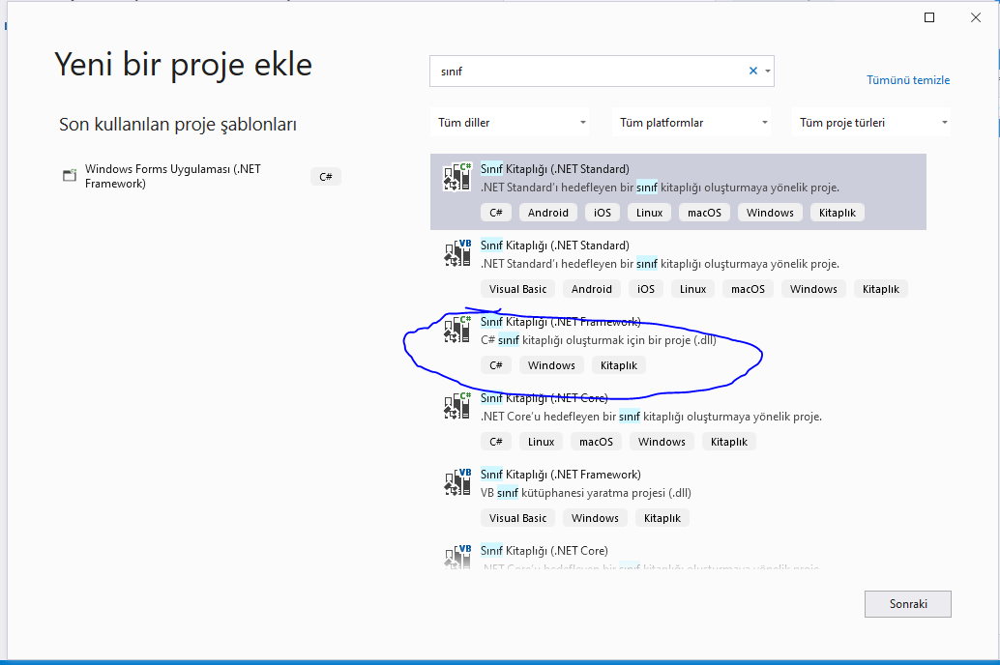 Yeni bir proje ekle
sınıf
Tümünü temizle
Son kullanılan proje şablonları
Windows Forms Uygulaması (.NET
Framework)
C#
Tüm diller
Tüm platformlar
Tüm proje türleri
C#
Sınıf Kitaplığı (.NET Standard)
.NET Standard'ı hedefleyen bir sınıf kitaplığı oluşturmaya yönelik proje.
C# Android iOS Linux macOS Windows Kitaplık
VB
Sınıf Kitaplığı (.NET Standard)
.NET Standard'ı hedefleyen bir sınıf kitaplığı oluşturmaya yönelik proje.
Visual Basic Android iOS Linux macOS Windows Kitaplık
C#
Sınıf Kitaplığı (.NET Framework)
C# sınıf kitaplığı oluşturmak için bir proje (.dll)
C# Windows Kitaplık
C#
Sınıf Kitaplığı (.NET Core)
.NET Core'u hedefleyen bir sınıf kitaplığı oluşturmaya yönelik proje.
C# Linux macOS Windows Kitaplık
VB
Sınıf Kitaplığı (.NET Framework)
VB sınıf kütüphanesi yaratma projesi (.dll)
Visual Basic Windows Kitaplık
VB
Sınıf Kitaplığı (.NET Core)
.NET Core'u hedefleyen bir sınıf kitaplığı oluşturmaya yönelik proje.
Sonraki